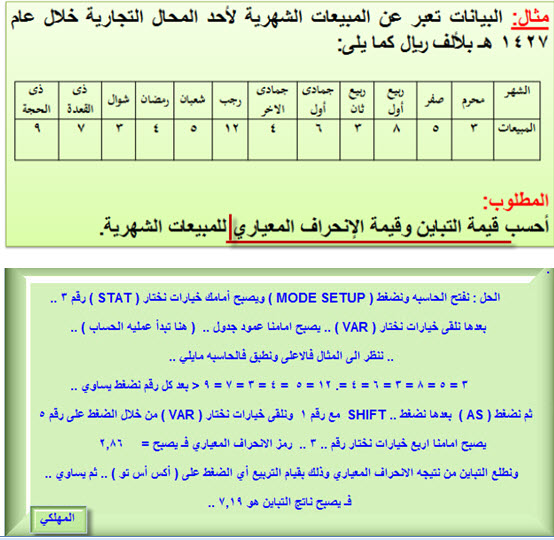 مثال: البيانات تعبر عن المبيعات الشهرية لأحد المحال التجارية خلال عام
١٤٢٧ هـ بلألف ريال كما يلى:
الشهر محرم صفر ربيع أول ربيع ثان جمادى أول جمادى الاخر رجب شعبان رمضان شوال ذى القعدة ذى الحجة
المبيعات ٣ ٥ ٨ ٣ ٦ ٤ ١٢ ٥ ٤ ٣ ٧ ٩
المطلوب:
أحسب قيمة التباين وقيمة الإنحراف المعياري للمبيعات الشهرية.
الحل : نفتح الحاسبه ونضغط ( MODE SETUP ) ويصبح أمامك خيارات نختار ( STAT ) رقم ٣ ..
بعدها نلقى خيارات نختار ( VAR ) .. يصبح امامنا عمود جدول .. ( هنا تبدأ عمليه الحساب ) ..
.. ننظر الى المثال فالاعلى ونطبق فالحاسبه مايلي ..
٣ = ٥ = ٨ = ٣ = ٦ = ٤ =. ١٢ = ٥ = ٤ = ٣ = ٧ = ٩ < بعد كل رقم نضغط يساوي ..
ثم نضغط ( AS ) بعدها نضغط .. SHIFT مع رقم ١ ونلقى خيارات نختار ( VAR ) من خلال الضغط على رقم ٥
يصبح امامنا اربع خيارات نختار رقم .. ٣ .. رمز الانحراف المعياري فـ يصبح = ٢,٨٦
ونطلع التباين من نتيجه الانحراف المعياري وذلك بقيام التربيع أي الضغط على ( أكس أس تو ) .. ثم يساوي ..
فـ يصبح ناتج التباين هو ٧,١٩ ..
المهلكي